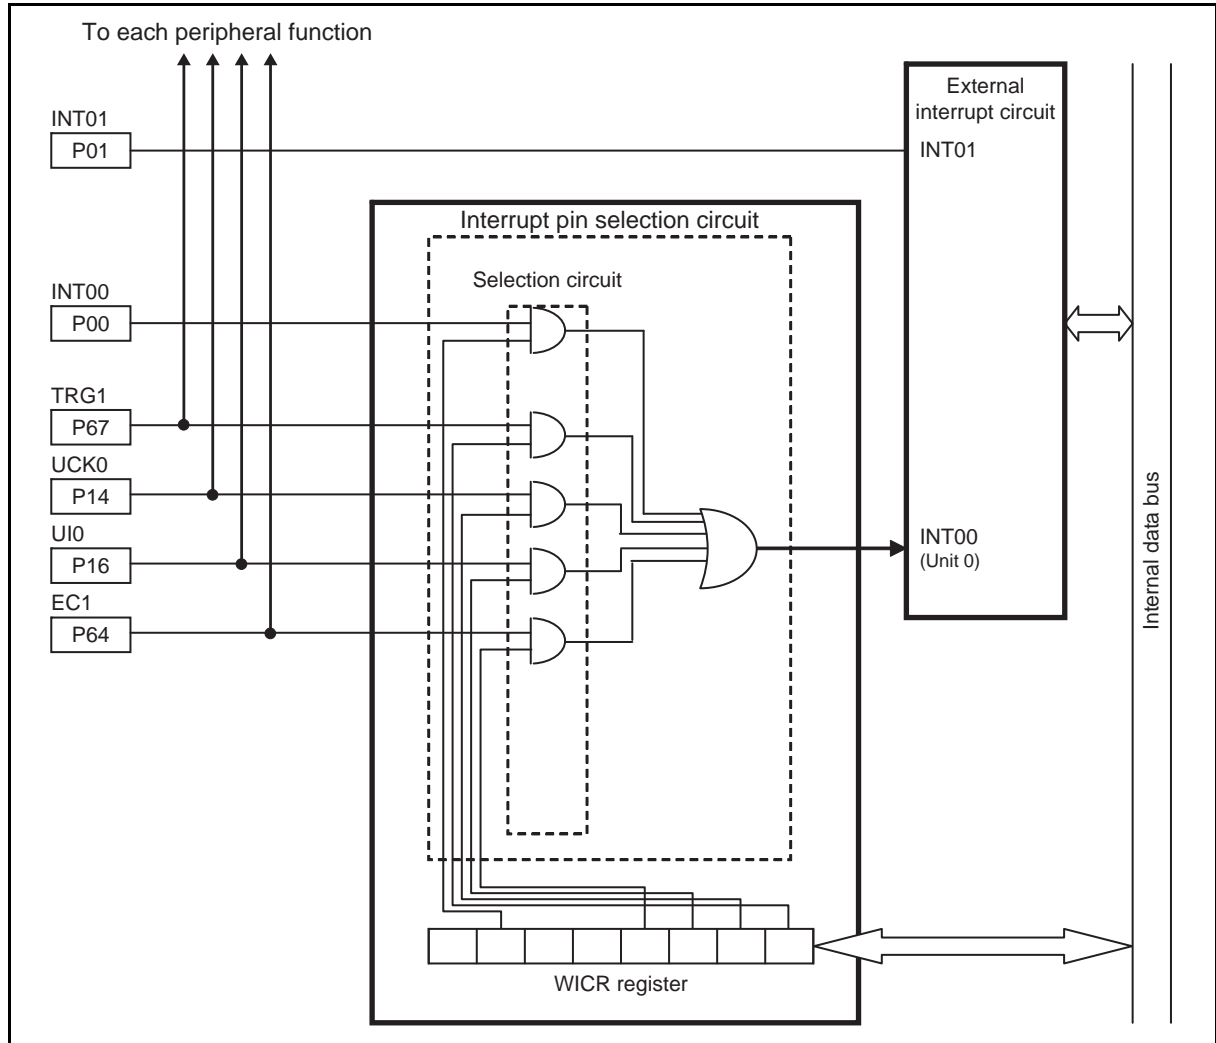 To each peripheral function
INT01
P01
External
interrupt circuit
INT01
Interrupt pin selection circuit
Selection circuit
INT00
P00
TRG1
P67
UCK0
P14
UI0
P16
EC1
P64
INT00
(Unit 0)
Internal data bus
WICR register